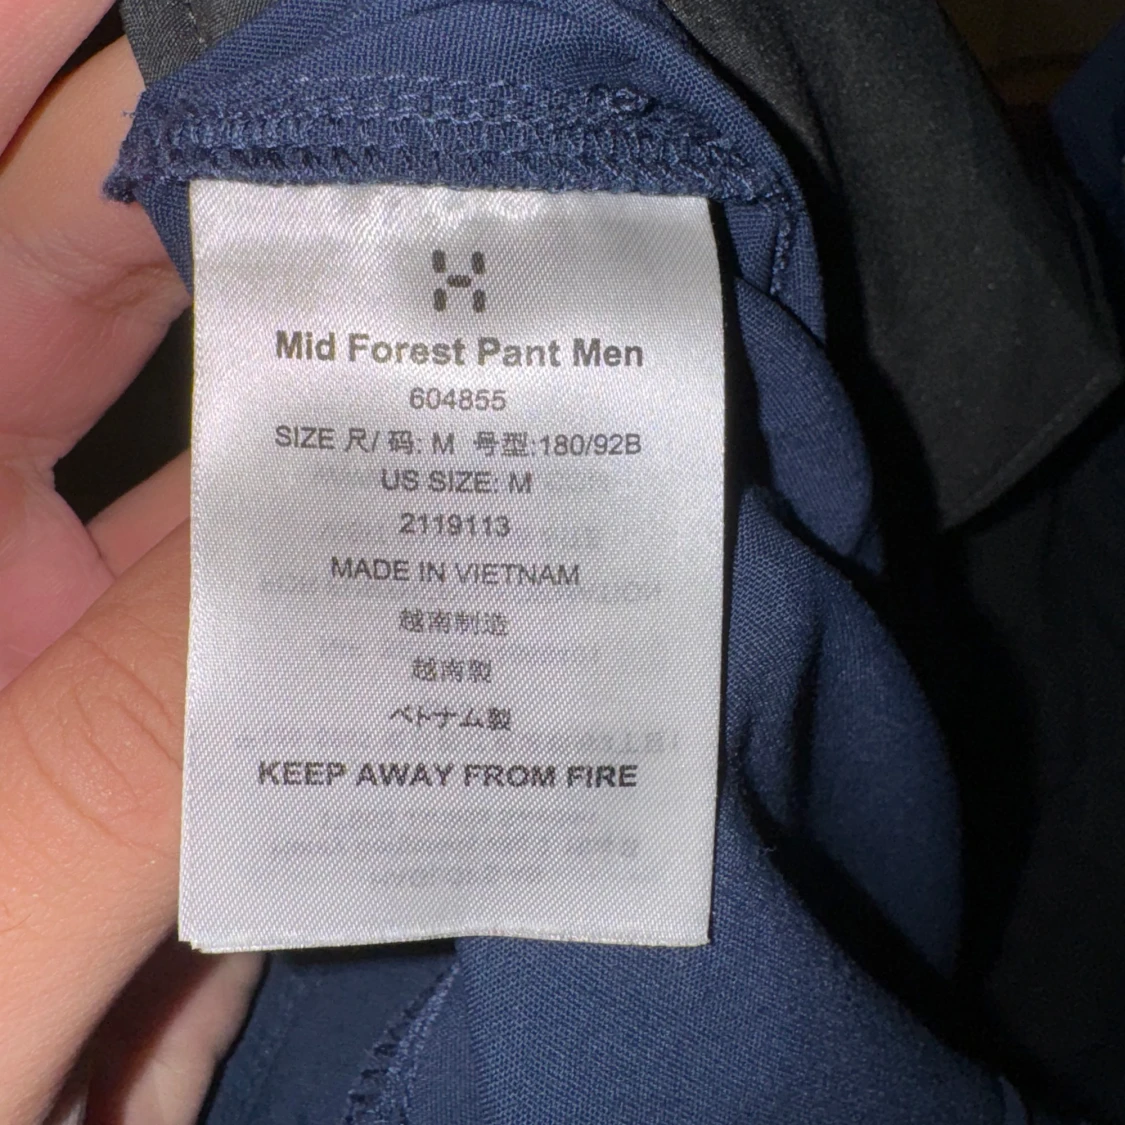 Mid Forest Pant Men
604855
SIZE 尺/ 码: M 号型:180/92B
US SIZE: M
2119113
MADE IN VIETNAM
越南制造
越南製
ベトナム製
KEEP AWAY FROM FIRE